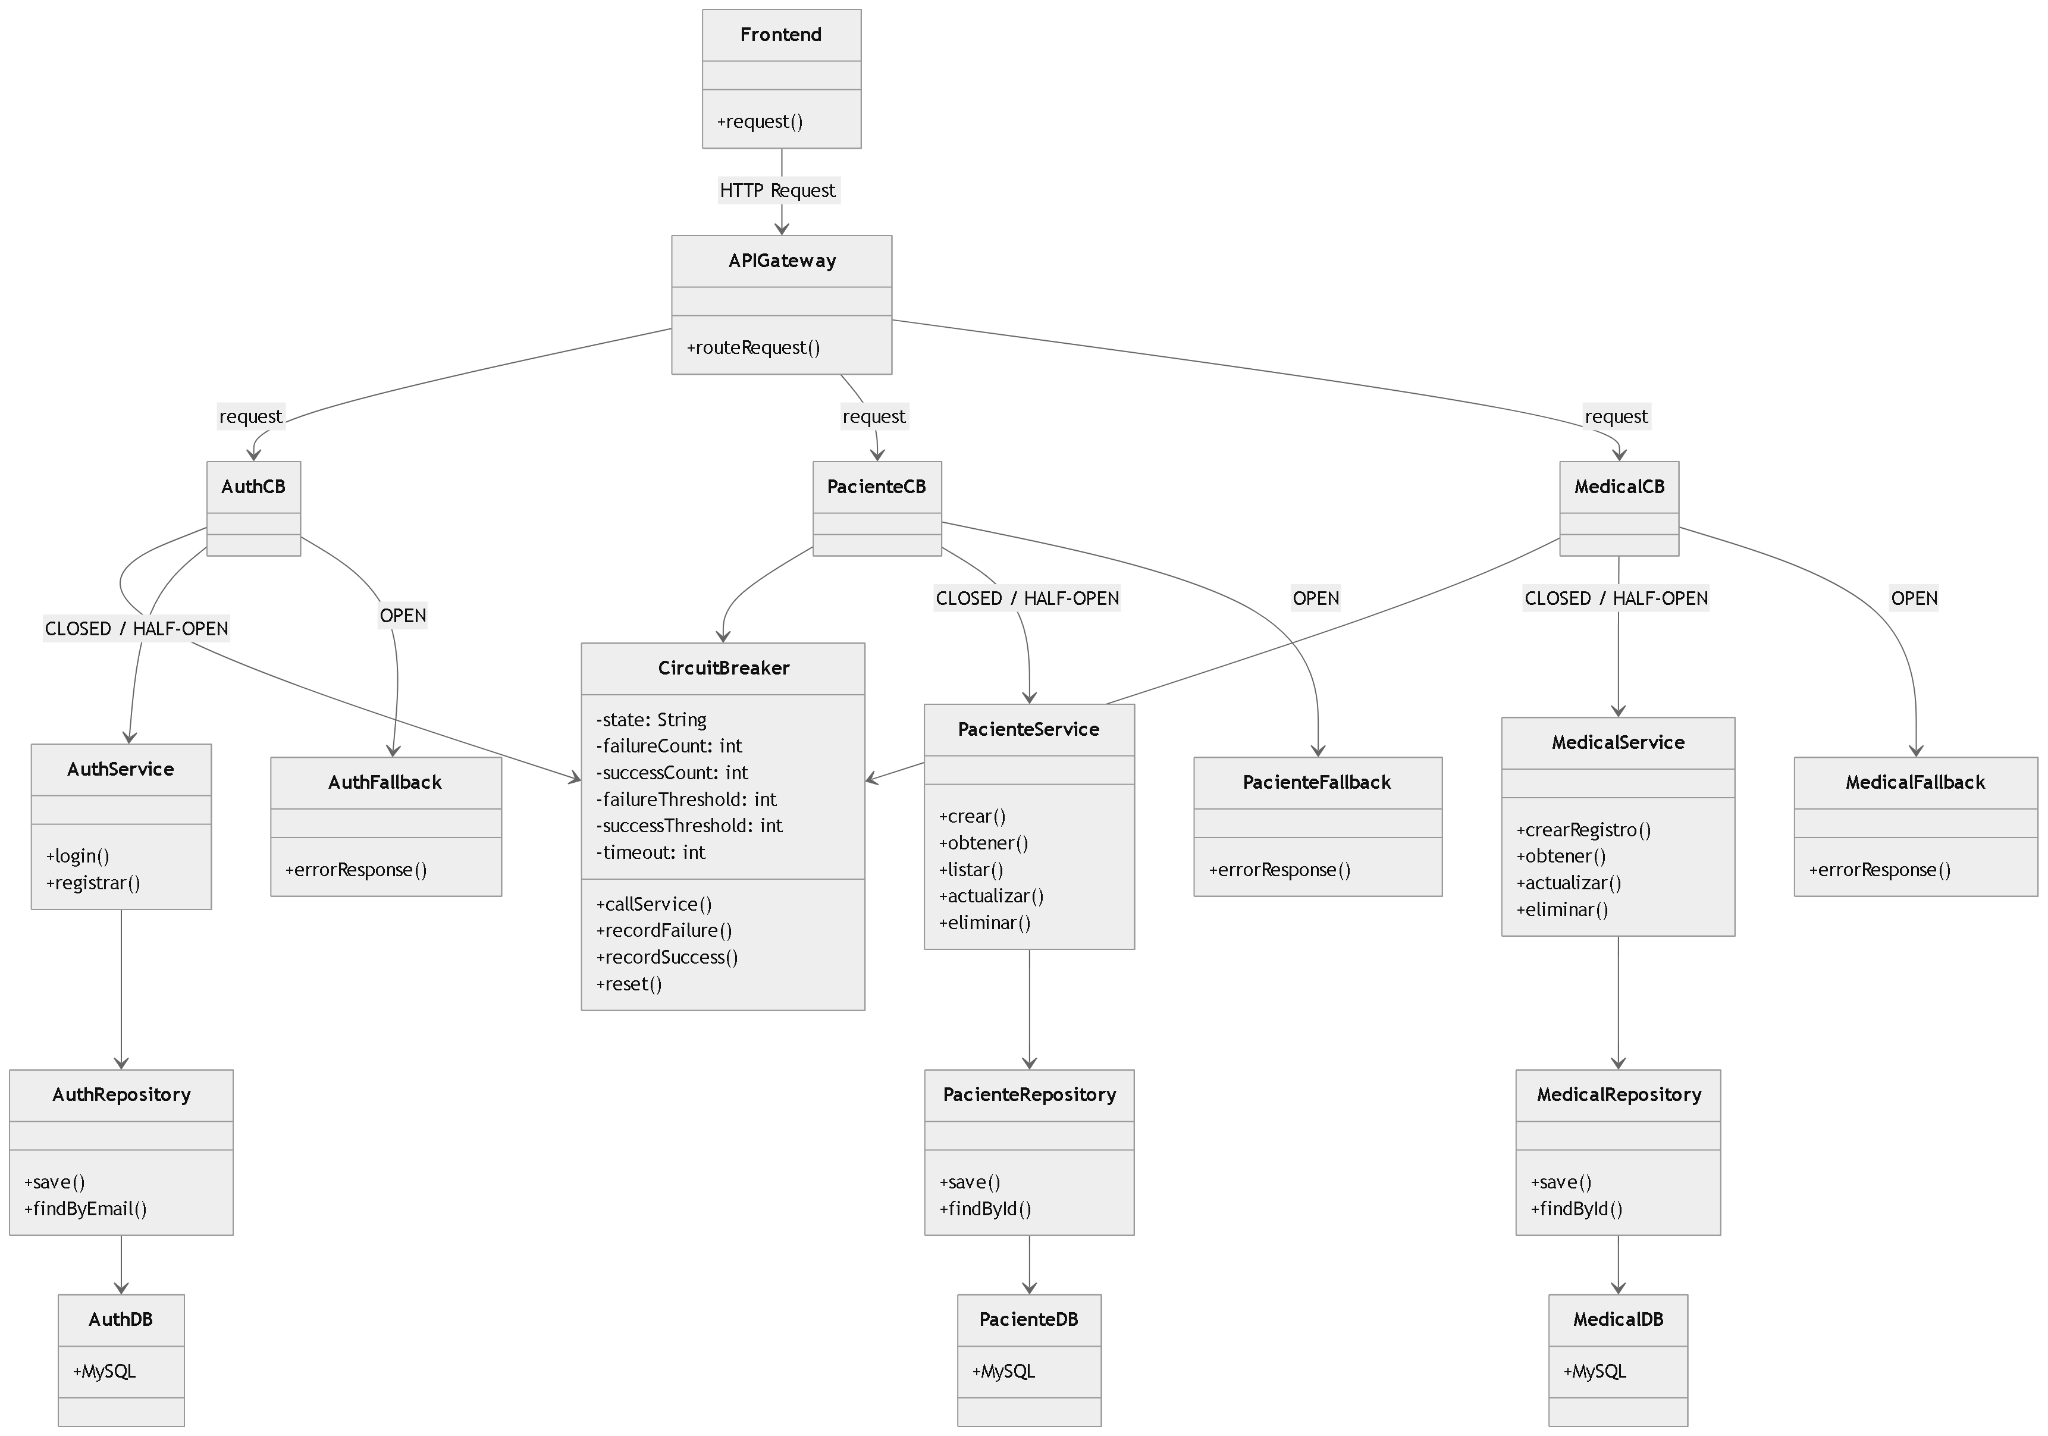 Frontend
+request()
HTTP Request
APIGateway
+routeRequest()
request
request
request
AuthCB
PacienteCB
MedicalCB
CLOSED / HALF-OPEN
OPEN
CLOSED / HALF-OPEN
OPEN
CLOSED / HALF-OPEN
OPEN
AuthService
+login()
+registrar()
AuthFallback
+errorResponse()
CircuitBreaker
-state: String
-failureCount: int
-successCount: int
-failureThreshold: int
-successThreshold: int
-timeout: int
+callService()
+recordFailure()
+recordSuccess()
+reset()
PacienteService
+crear()
+obtener()
+listar()
+actualizar()
+eliminar()
PacienteFallback
+errorResponse()
MedicalService
+crearRegistro()
+obtener()
+actualizar()
+eliminar()
MedicalFallback
+errorResponse()
AuthRepository
+save()
+findByEmail()
PacienteRepository
+save()
+findById()
MedicalRepository
+save()
+findById()
AuthDB
+MySQL
PacienteDB
+MySQL
MedicalDB
+MySQL